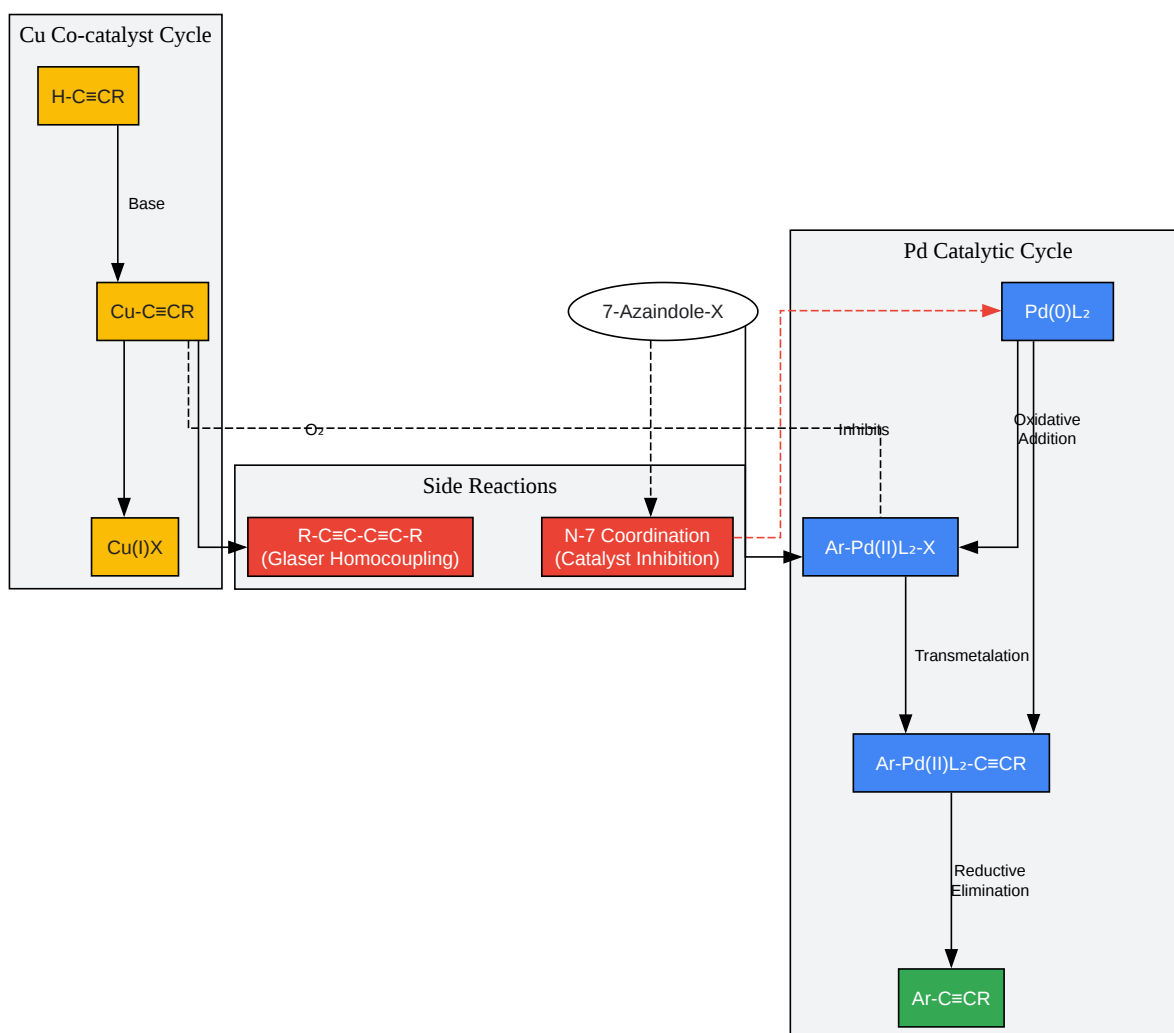 Cu Co-catalyst Cycle
H-C≡CR
Base
Cu-C≡CR
Cu(I)X
7-Azaindole-X
O₂
Inhibits
Side Reactions
R-C≡C-C≡C-R
(Glaser Homocoupling)
N-7 Coordination
(Catalyst Inhibition)
Pd Catalytic Cycle
Pd(0)L₂
Oxidative
Addition
Ar-Pd(II)L₂-X
Transmetalation
Ar-Pd(II)L₂-C≡CR
Reductive
Elimination
Ar-C≡CR